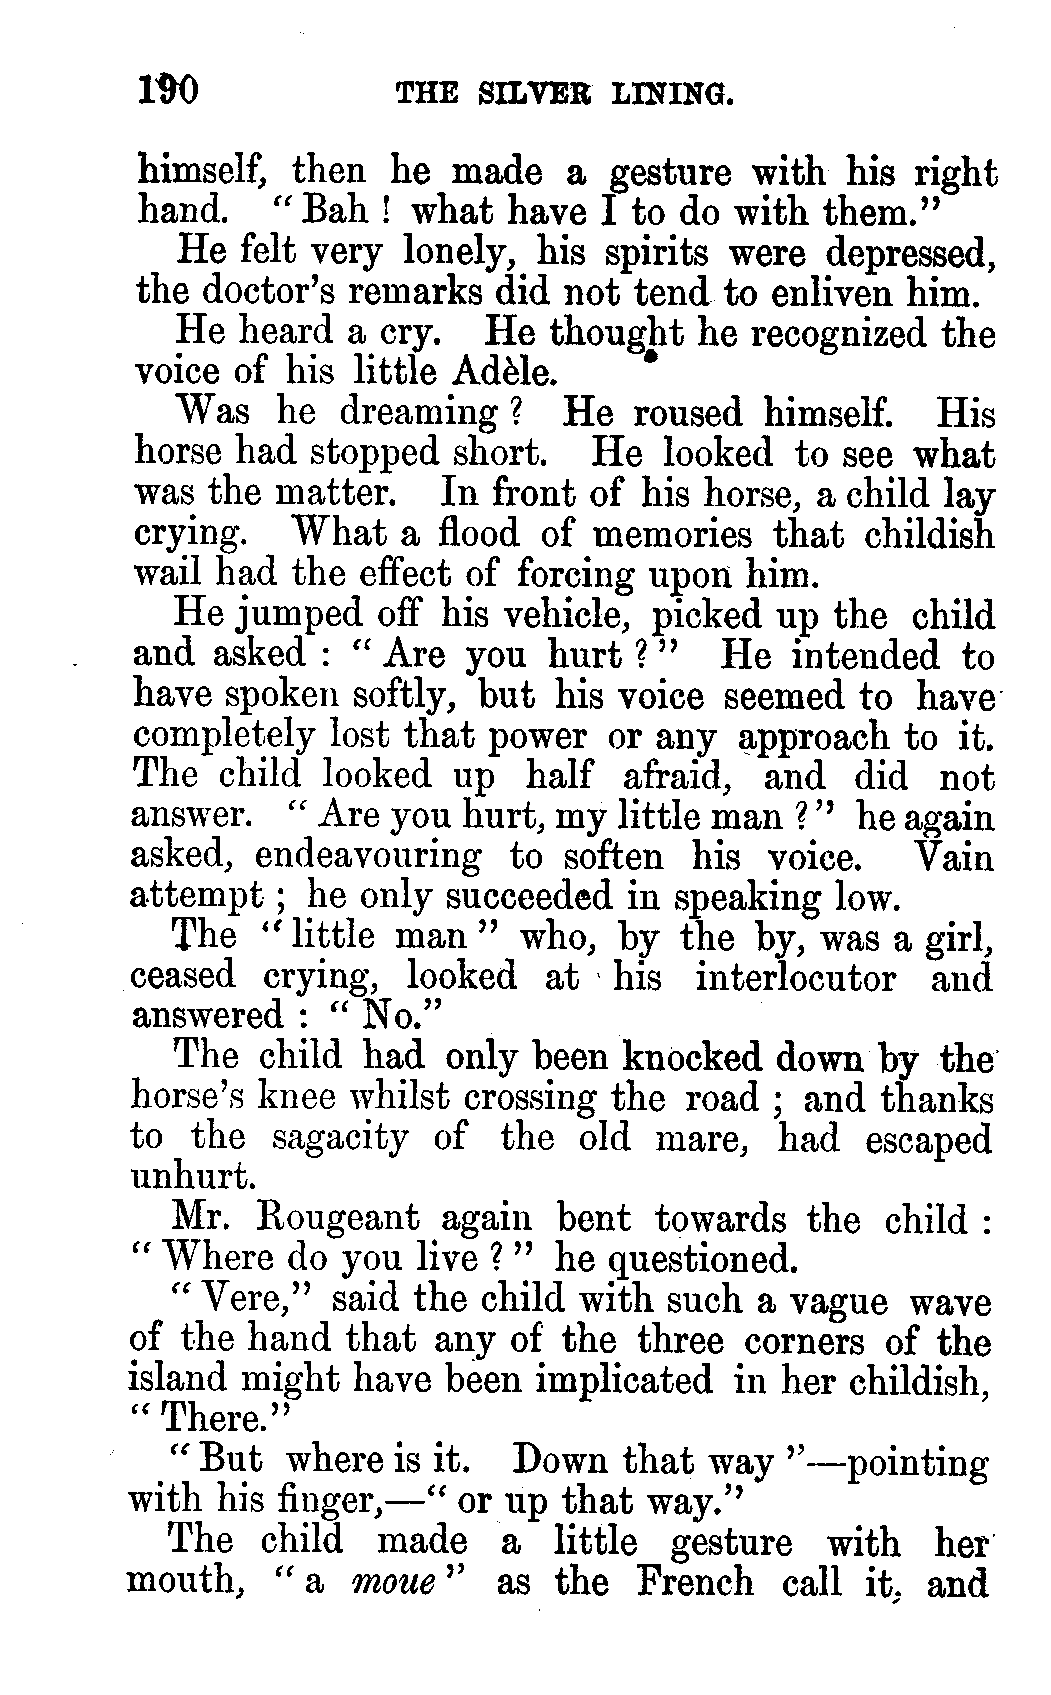 190 THE SILVER LINING.
himself, then he made a gesture with his right
hand. “Bah ! what have I to do with them.”
He felt very lonely, his spirits were depressed,
the doctor’s remarks did not tend to enliven him.
He heard a cry. He thought he recognized the
voice of his little Adèle.
Was he dreaming ? He roused himself. His
horse had stopped short. He looked to see what
was the matter. In front of his horse, a child lay
crying. What a flood of memories that childish
wail had the effect of forcing upon him.
He jumped off his vehicle, picked up the child
and asked : “ Are you hurt ? ” He intended to
have spoken softly, but his voice seemed to have
completely lost that power or any approach to it.
The child looked up half afraid, and did not
answer. “ Are you hurt, my little man ? ” he again
asked, endeavouring to soften his voice. Vain
attempt ; he only succeeded in speaking low.
The “ little man ” who, by the by, was a girl,
ceased crying, looked at his interlocutor and
answered : “ No.”
The child had only been knocked down by the
horse’s knee whilst crossing the road ; and thanks
to the sagacity of the old mare, had escaped
unhurt.
Mr. Rougeant again bent towards the child :
“ Where do you live ? ” he questioned.
“ Vere,” said the child with such a vague wave
of the hand that any of the three corners of the
island might have been implicated in her childish,
“ There.”
“ But where is it. Down that way ”—pointing
with his finger,—“ or up that way.”
The child made a little gesture with her
mouth, “ a moue ” as the French call it, and